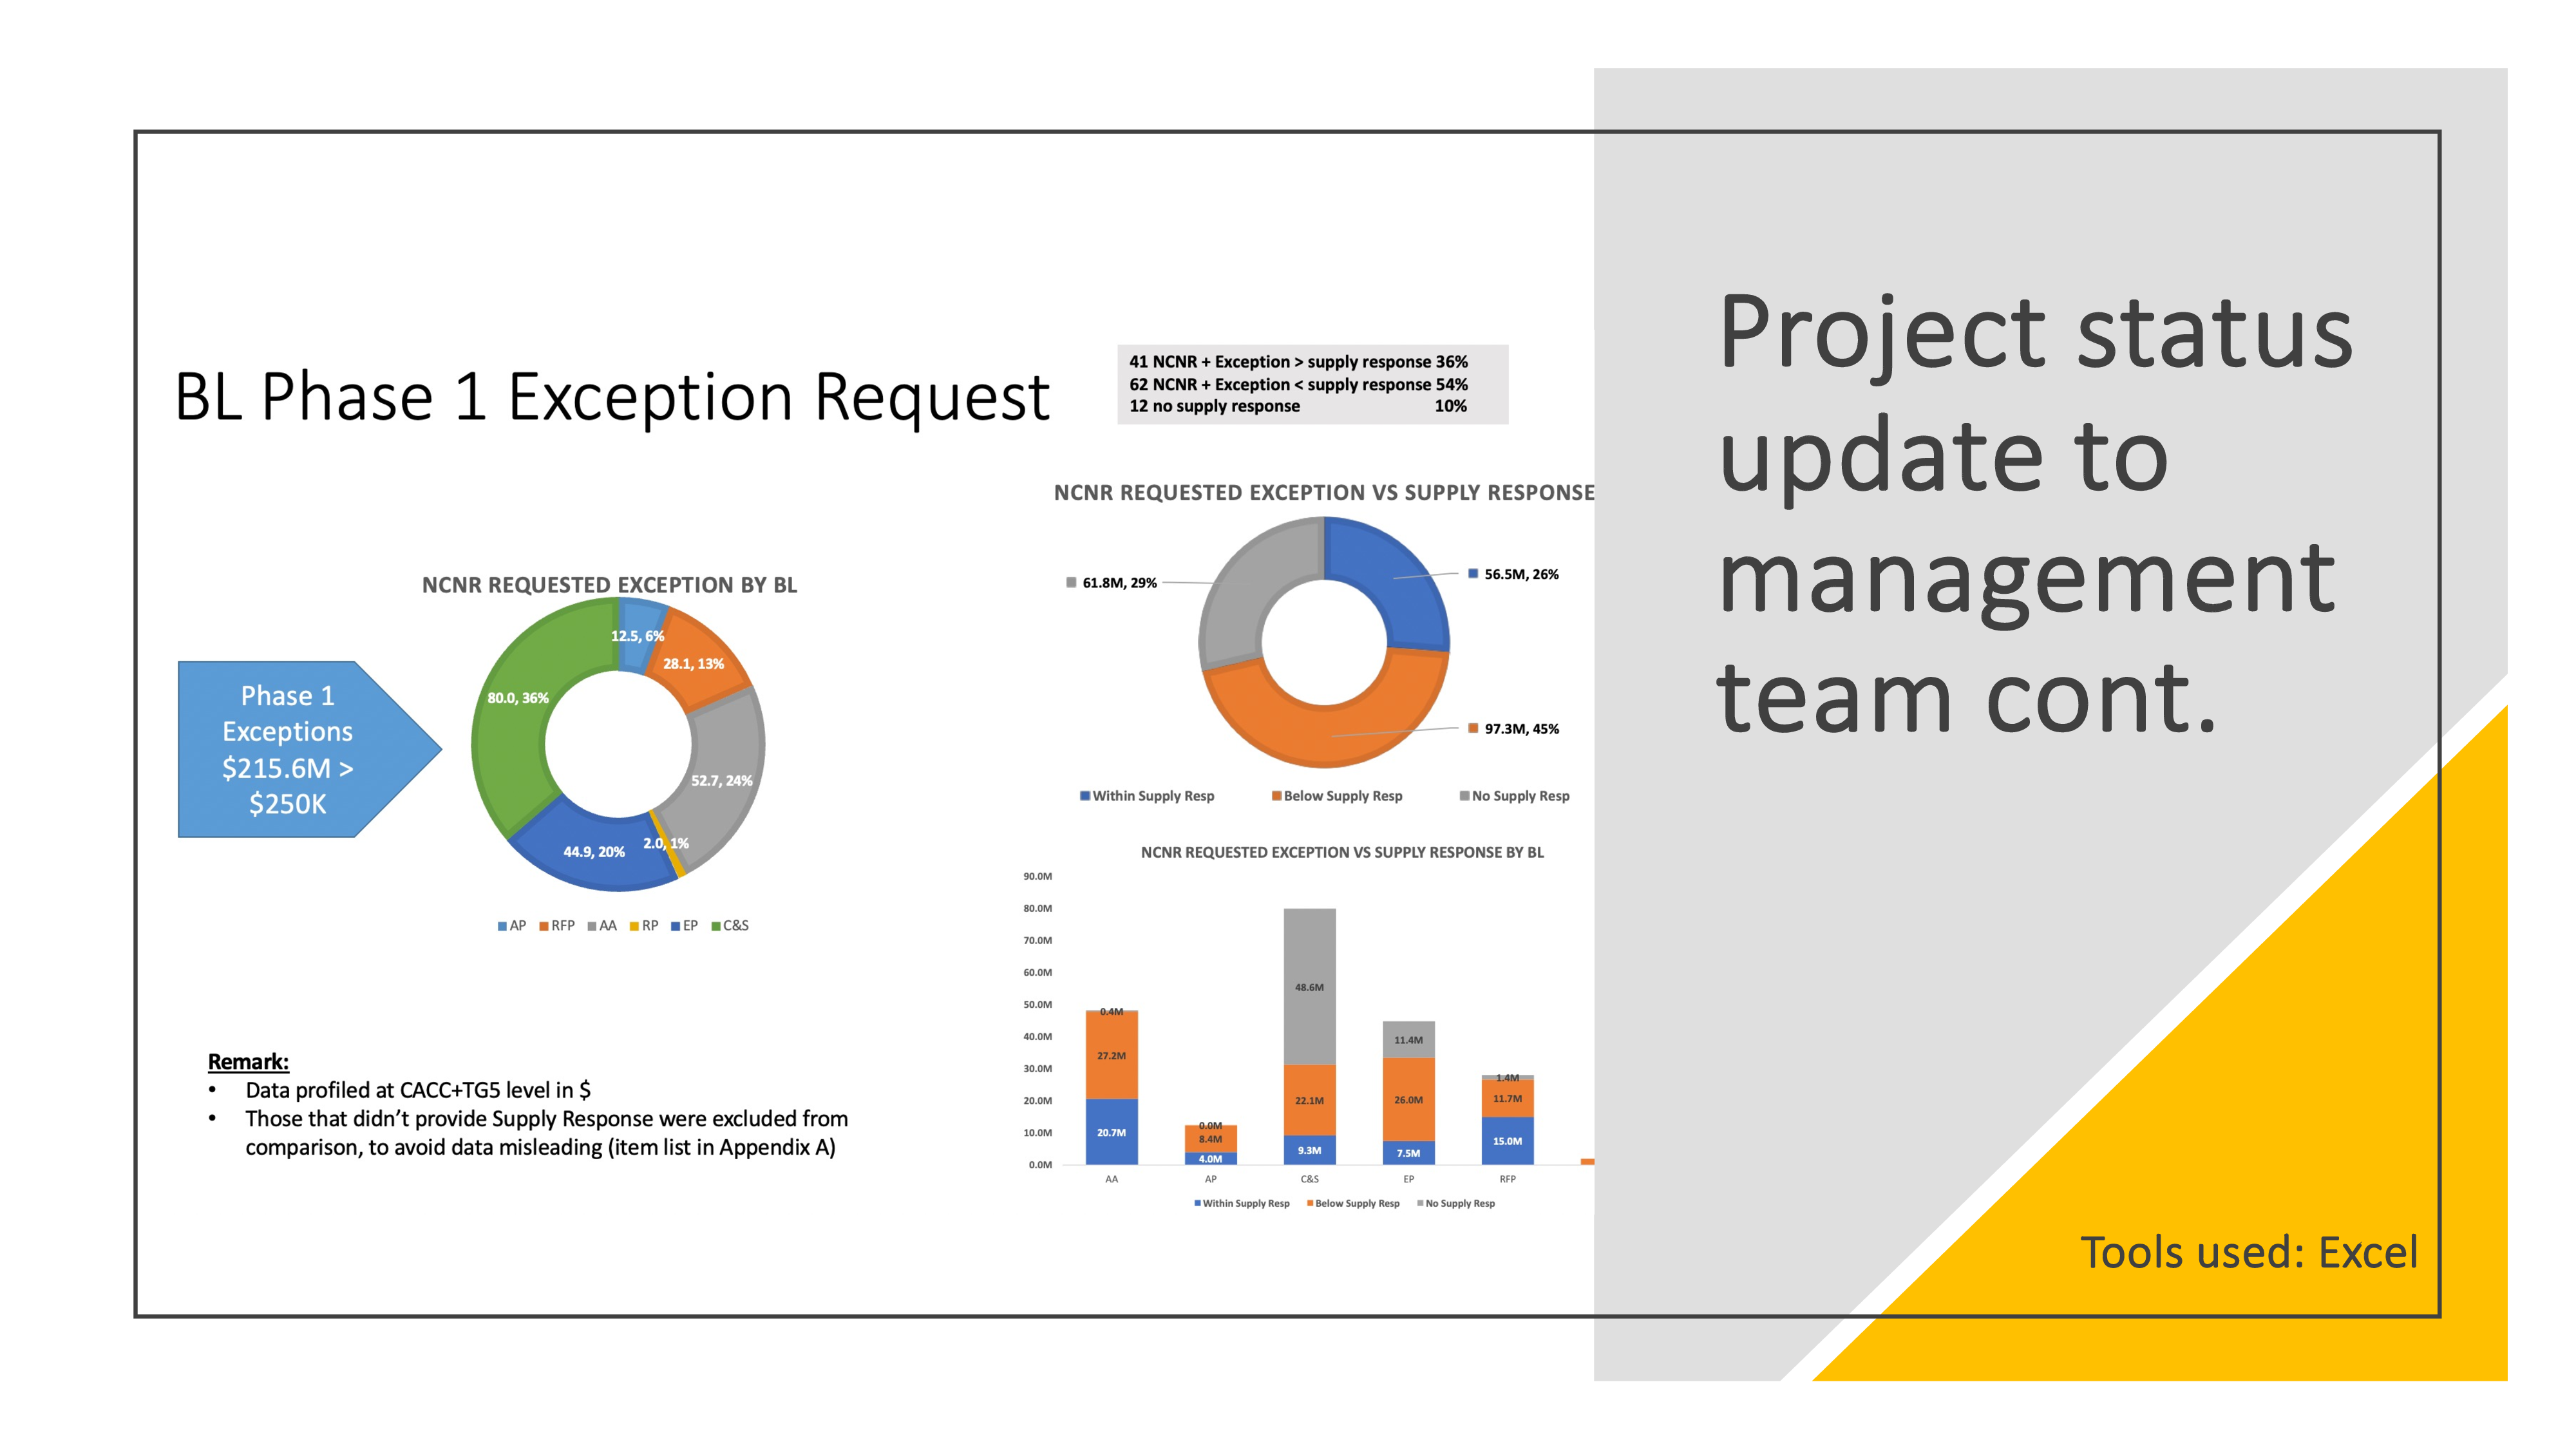 BL Phase 1 Exception Request
41 NCNR + Exception > supply response 36%
62 NCNR + Exception < supply response 54%
12 no supply response 10%
Phase 1
Exceptions
$215.6M >
$250K
NCNR REQUESTED EXCEPTION BY BL
12.5, 6%
28.1, 13%
80.0, 36%
52.7, 24%
2.0, 1%
44.9, 20%
AP RFP AA RP EP C&S
Remark:
• Data profiled at CACC+TG5 level in $
• Those that didn’t provide Supply Response were excluded from
comparison, to avoid data misleading (item list in Appendix A)
NCNR REQUESTED EXCEPTION VS SUPPLY RESPONSE
61.8M, 29%
56.5M, 26%
97.3M, 45%
Within Supply Resp Below Supply Resp No Supply Resp
NCNR REQUESTED EXCEPTION VS SUPPLY RESPONSE BY BL
90.0M
80.0M
70.0M
60.0M
50.0M
40.0M
30.0M
20.0M
10.0M
0.0M
0.4M
27.2M
20.7M
0.0M
8.4M
4.0M
48.6M
22.1M
9.3M
11.4M
26.0M
7.5M
1.4M
11.7M
15.0M
AA AP C&S EP RFP
Within Supply Resp Below Supply Resp No Supply Resp
Project status
update to
management
team cont.
Tools used: Excel